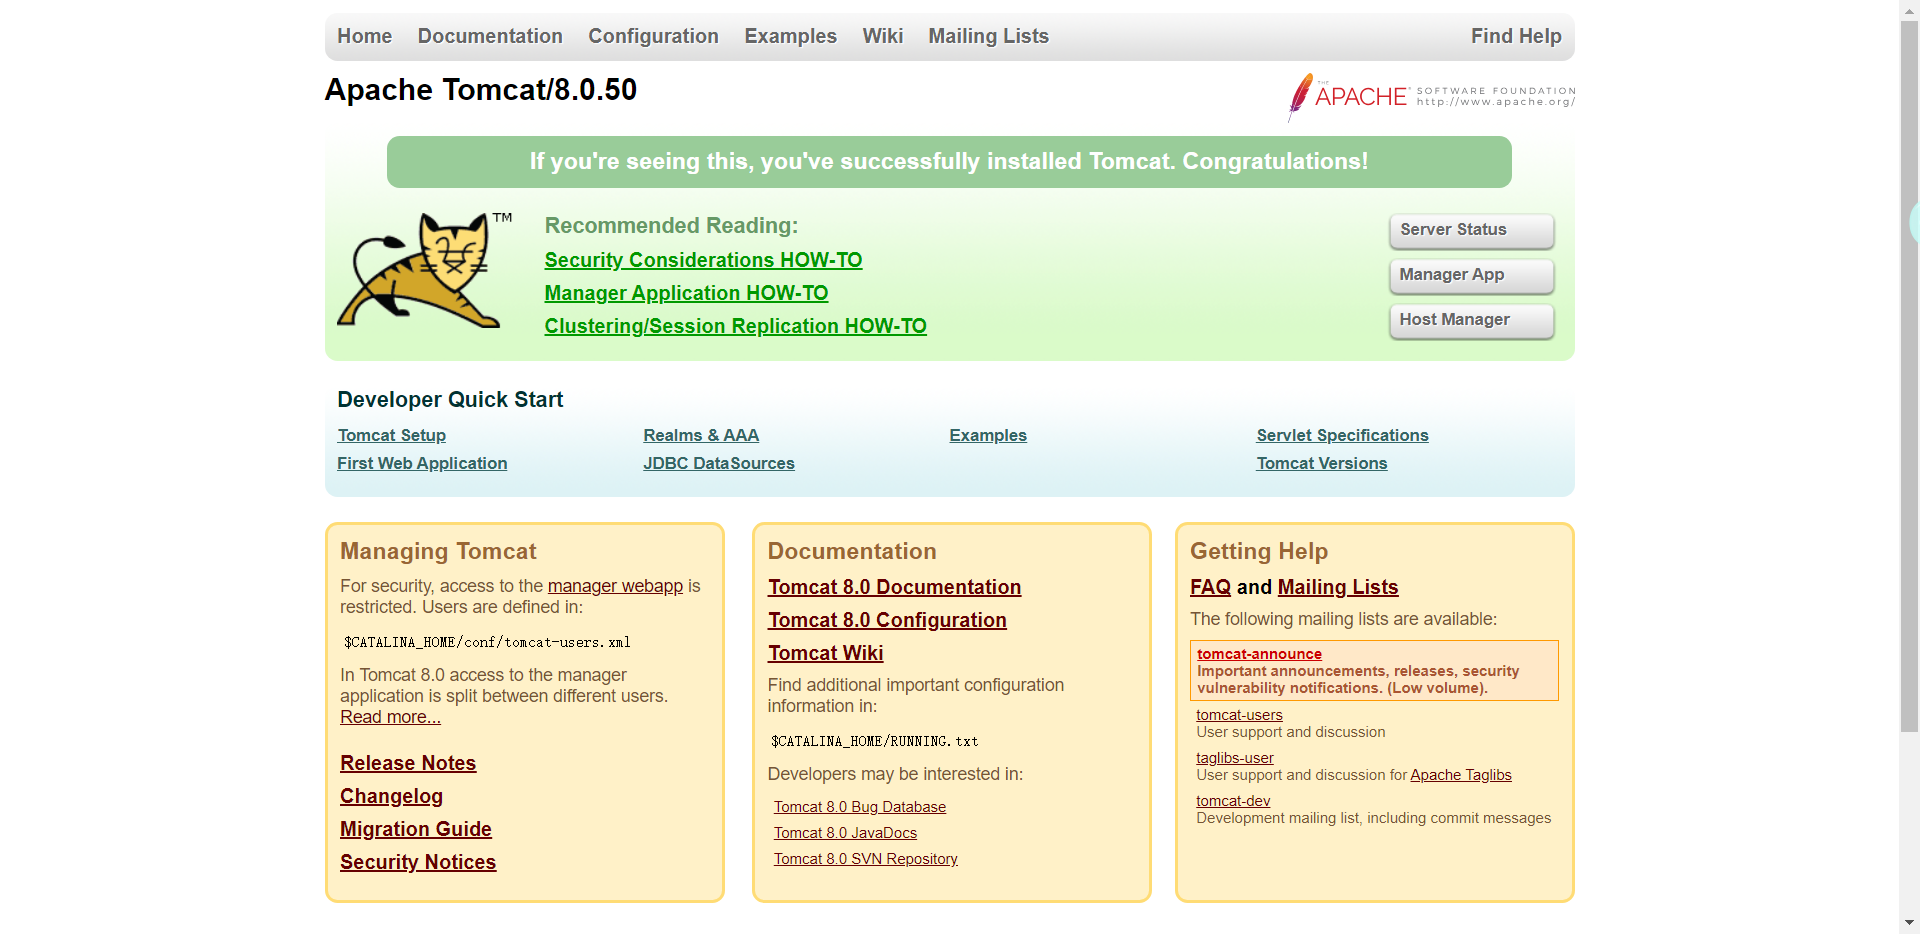 Home Documentation Configuration Examples Wiki Mailing Lists Find Help
Apache Tomcat/8.0.50
THE
APACHE®
SOFTWARE FOUNDATION
http://www.apache.org/
If you're seeing this, you've successfully installed Tomcat. Congratulations!
TM
Recommended Reading:
Security Considerations HOW-TO
Manager Application HOW-TO
Clustering/Session Replication HOW-TO
Server Status
Manager App
Host Manager
Developer Quick Start
Tomcat Setup
First Web Application
Realms & AAA
JDBC DataSources
Examples
Servlet Specifications
Tomcat Versions
Managing Tomcat
For security, access to the manager webapp is
restricted. Users are defined in:
$CATALINA_HOME/conf/tomcat-users.xml
In Tomcat 8.0 access to the manager
application is split between different users.
Read more...
Release Notes
Changelog
Migration Guide
Security Notices
Documentation
Tomcat 8.0 Documentation
Tomcat 8.0 Configuration
Tomcat Wiki
Find additional important configuration
information in:
$CATALINA_HOME/RUNNING.txt
Developers may be interested in:
Tomcat 8.0 Bug Database
Tomcat 8.0 JavaDocs
Tomcat 8.0 SVN Repository
Getting Help
FAQ and Mailing Lists
The following mailing lists are available:
tomcat-announce
Important announcements, releases, security
vulnerability notifications. (Low volume).
tomcat-users
User support and discussion
taglibs-user
User support and discussion for Apache Taglibs
tomcat-dev
Development mailing list, including commit messages